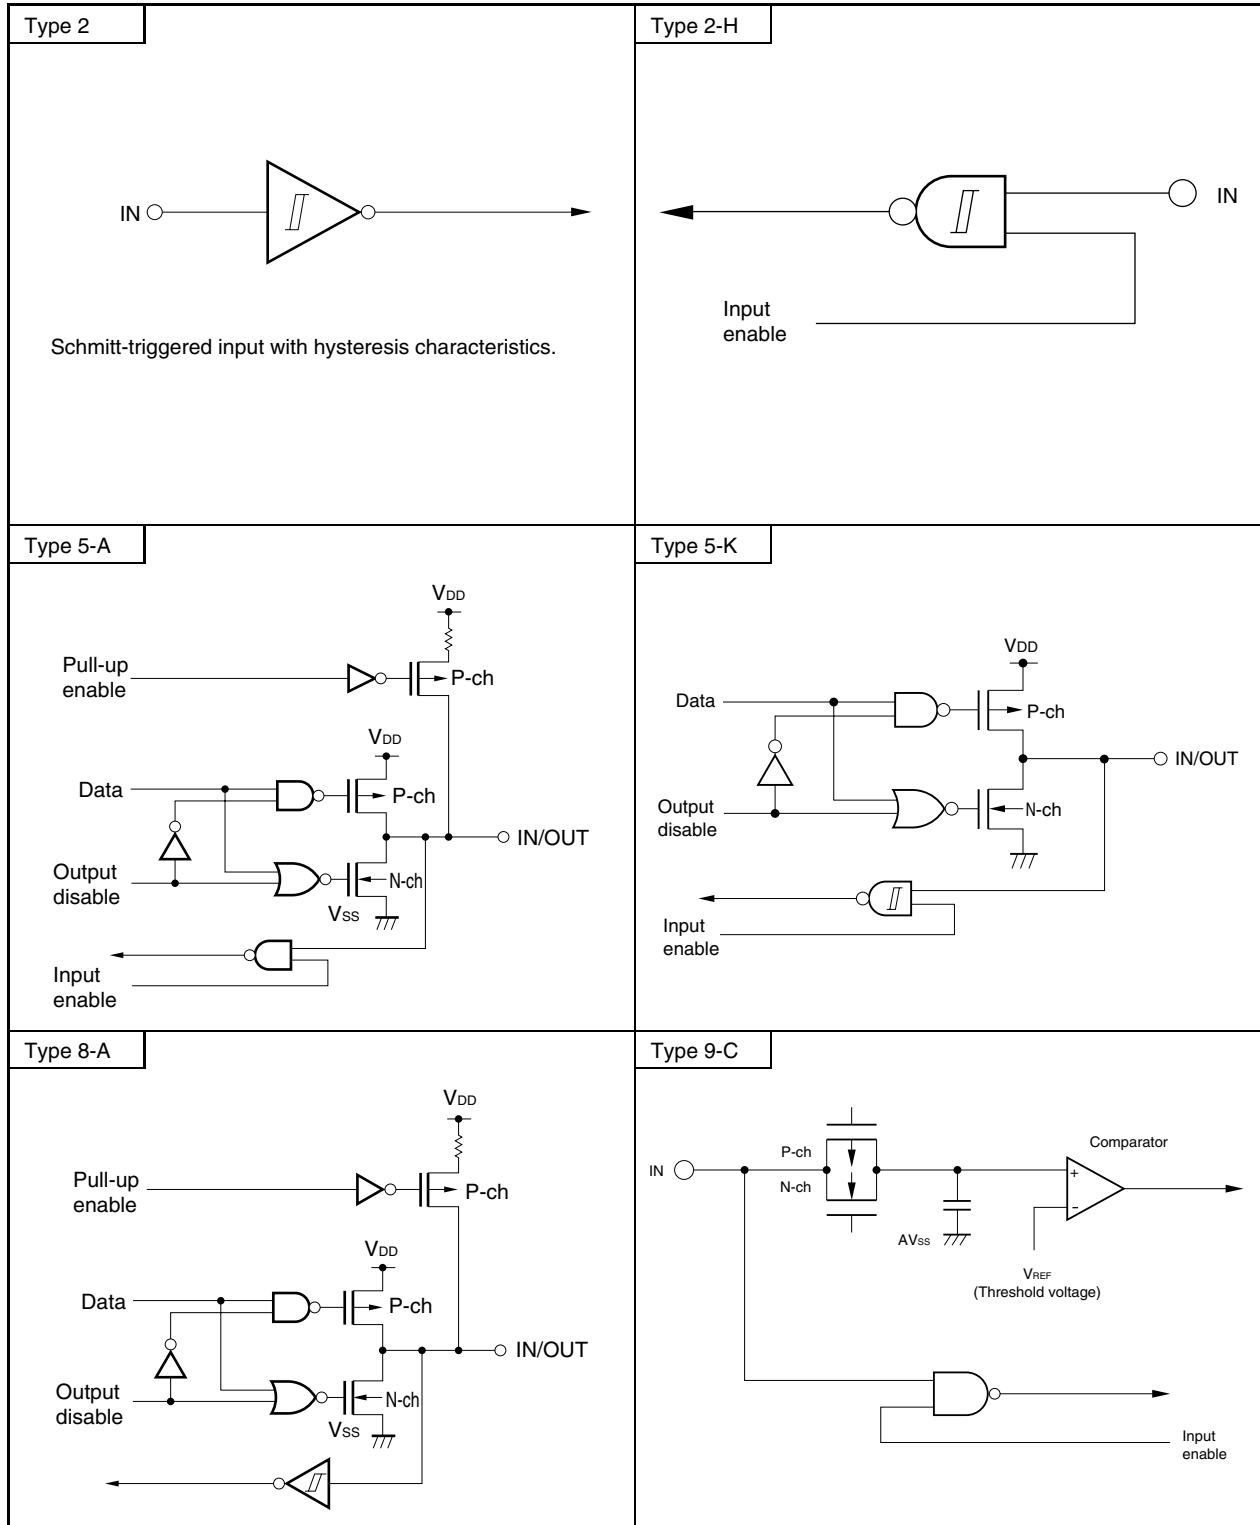 Type 2
IN
Schmitt-triggered input with hysteresis characteristics.
Type 2-H
IN
Input
enable
Type 5-A
VDD
Pull-up
enable
P-ch
VDD
Data
P-ch
IN/OUT
Output
disable
N-ch
VSS
Input
enable
Type 5-K
VDD
Data
P-ch
IN/OUT
Output
disable
N-ch
Input
enable
Type 8-A
VDD
Pull-up
enable
P-ch
VDD
Data
P-ch
IN/OUT
Output
disable
N-ch
VSS
Type 9-C
Comparator
P-ch
IN
N-ch
+
-
AVSS
VREF
(Threshold voltage)
Input
enable